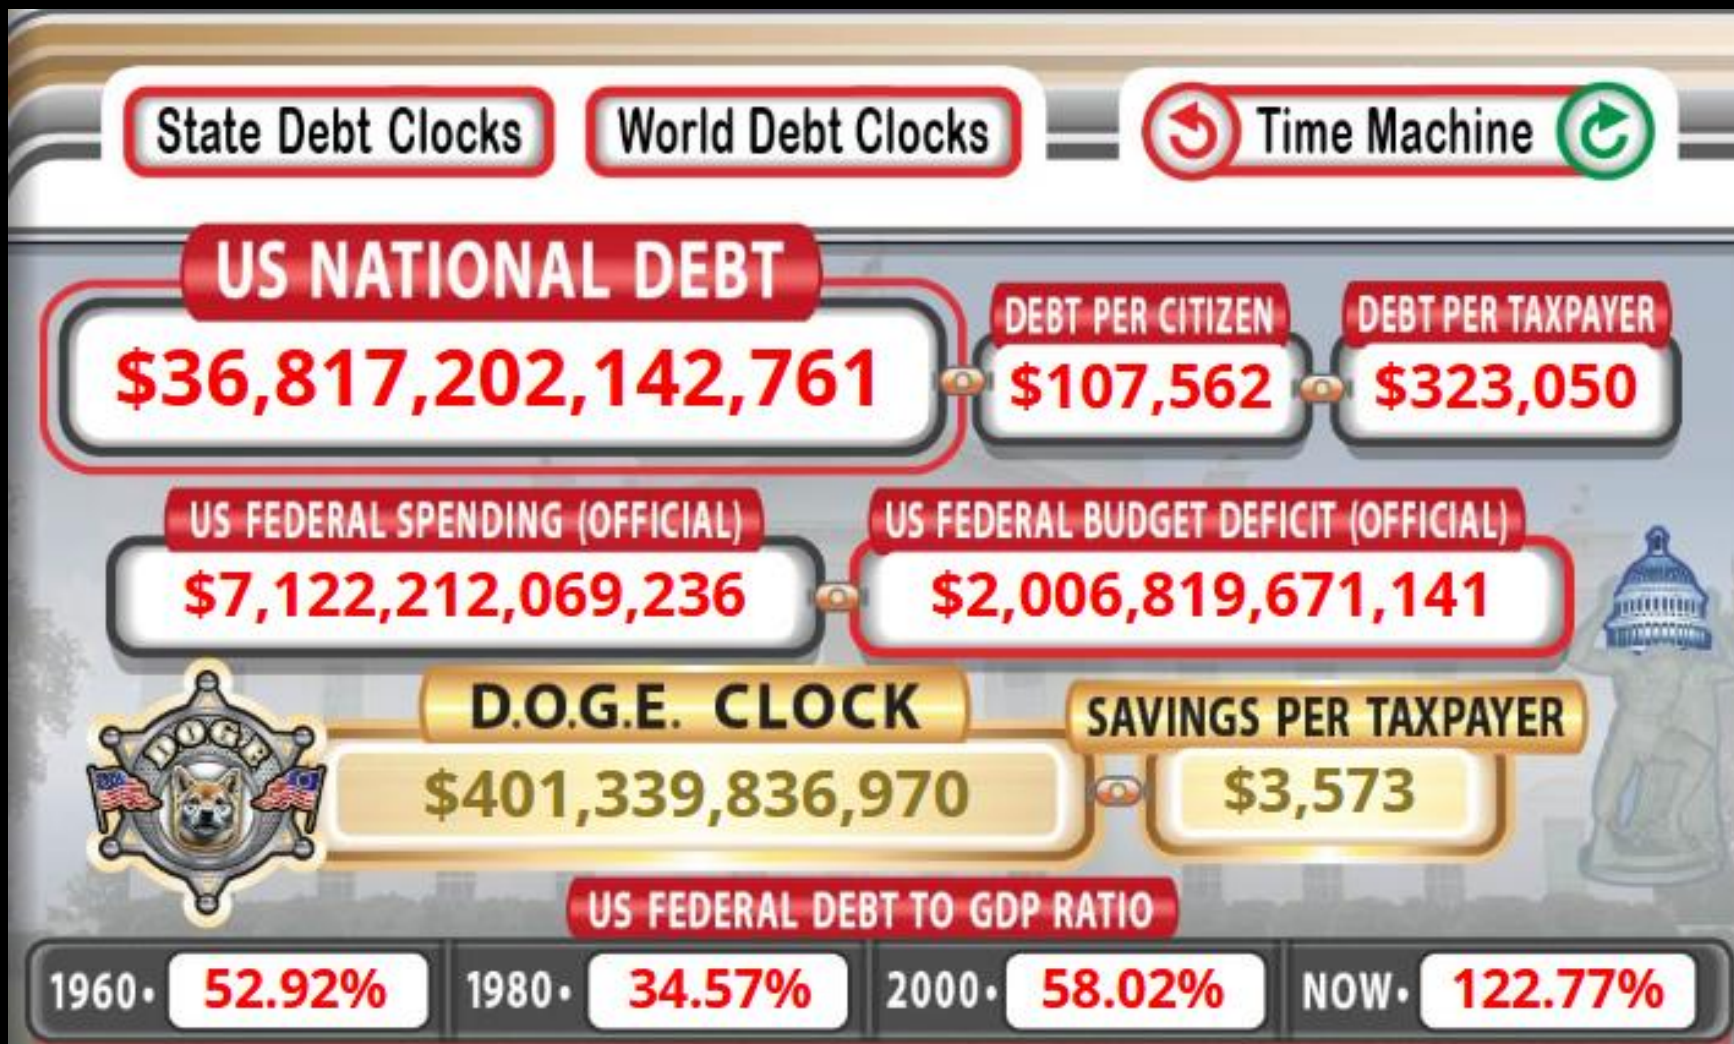 State Debt Clocks World Debt Clocks Time Machine
US NATIONAL DEBT
$36,817,202,142,761
DEBT PER CITIZEN
$107,562
DEBT PER TAXPAYER
$323,050
US FEDERAL SPENDING (OFFICIAL)
$7,122,212,069,236
US FEDERAL BUDGET DEFICIT (OFFICIAL)
$2,006,819,671,141
DOGE
D.O.G.E. CLOCK
$401,339,836,970
SAVINGS PER TAXPAYER
$3,573
US FEDERAL DEBT TO GDP RATIO
1960• 52.92% 1980• 34.57% 2000• 58.02% NOW• 122.77%